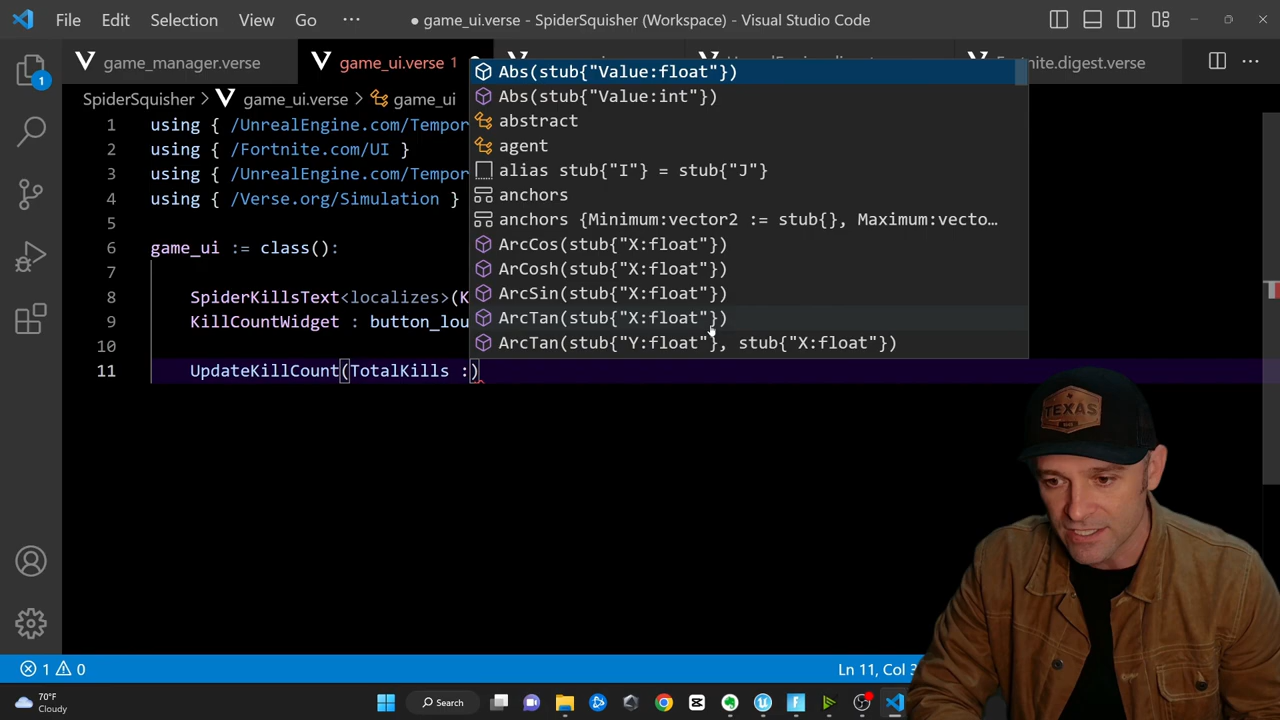 File Edit Selection View Go ··· ● game_ui.verse - SpiderSquisher (Workspace) - Visual Studio Code
game_manager.verse game_ui.verse 1 Fortnite.digest.verse ···
SpiderSquisher > game_ui.verse > game_ui
1 using { /UnrealEngine.com/Tempor
2 using { /Fortnite.com/UI }
3 using { /UnrealEngine.com/Tempor
4 using { /Verse.org/Simulation }
5
6 game_ui := class():
7
8 SpiderKillsText<localizes>(K
9 KillCountWidget : button_lou
10
11 UpdateKillCount(TotalKills :)
Abs(stub{"Value:float"})
Abs(stub{"Value:int"})
abstract
agent
alias stub{"I"} = stub{"J"}
anchors
anchors {Minimum:vector2 := stub{}, Maximum:vecto…
ArcCos(stub{"X:float"})
ArCosh(stub{"X:float"})
ArcSin(stub{"X:float"})
ArcTan(stub{"X:float"})
ArcTan(stub{"Y:float"}, stub{"X:float"})
1
TEXAS
1 0 Ln 11, Col 3
70°F
Cloudy
Search